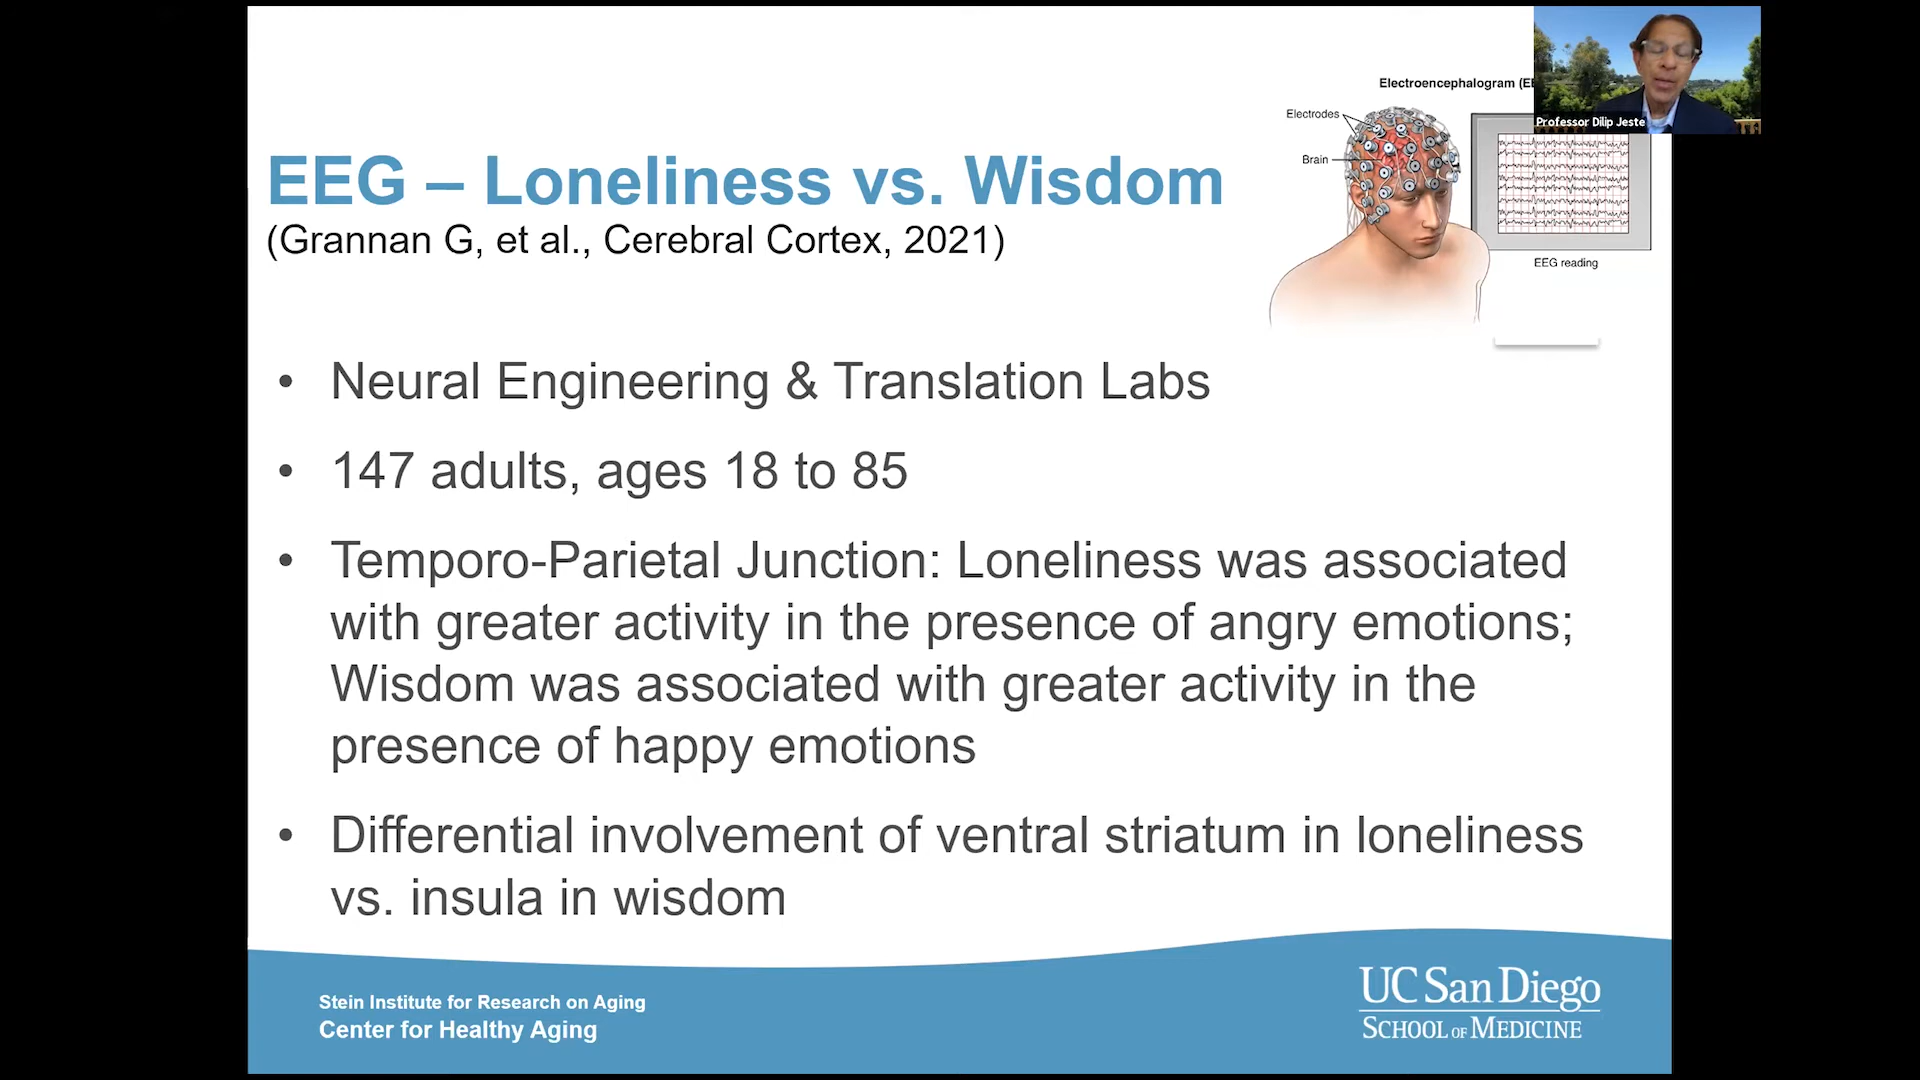 Electroencephalogram (EE
Professor Dilip Jeste
Electrodes
Brain
EEG reading
EEG – Loneliness vs. Wisdom
(Grannan G, et al., Cerebral Cortex, 2021)
• Neural Engineering & Translation Labs
• 147 adults, ages 18 to 85
• Temporo-Parietal Junction: Loneliness was associated
with greater activity in the presence of angry emotions;
Wisdom was associated with greater activity in the
presence of happy emotions
• Differential involvement of ventral striatum in loneliness
vs. insula in wisdom
Stein Institute for Research on Aging
Center for Healthy Aging
UC San Diego
SCHOOL OF MEDICINE